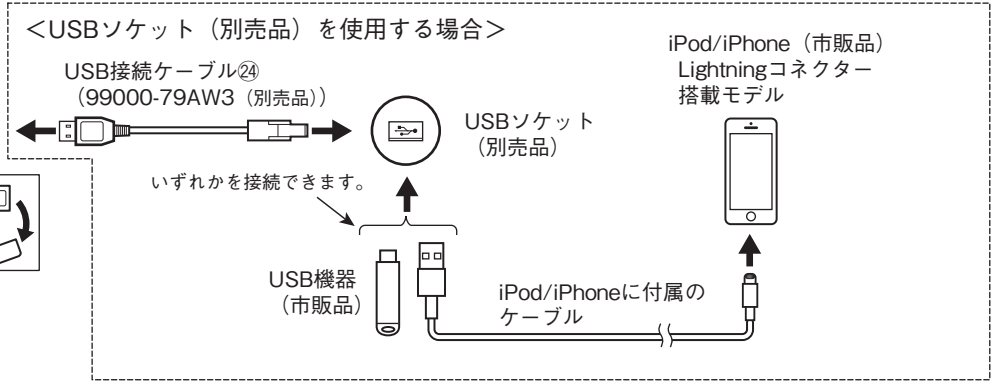 ＜USBソケット（別売品）を使用する場合＞
USB接続ケーブル㉔
（99000-79AW3（別売品））
USBソケット
（別売品）
iPod/iPhone（市販品）
Lightningコネクター
搭載モデル
いずれかを接続できます。
USB機器
（市販品）
iPod/iPhoneに付属の
ケーブル